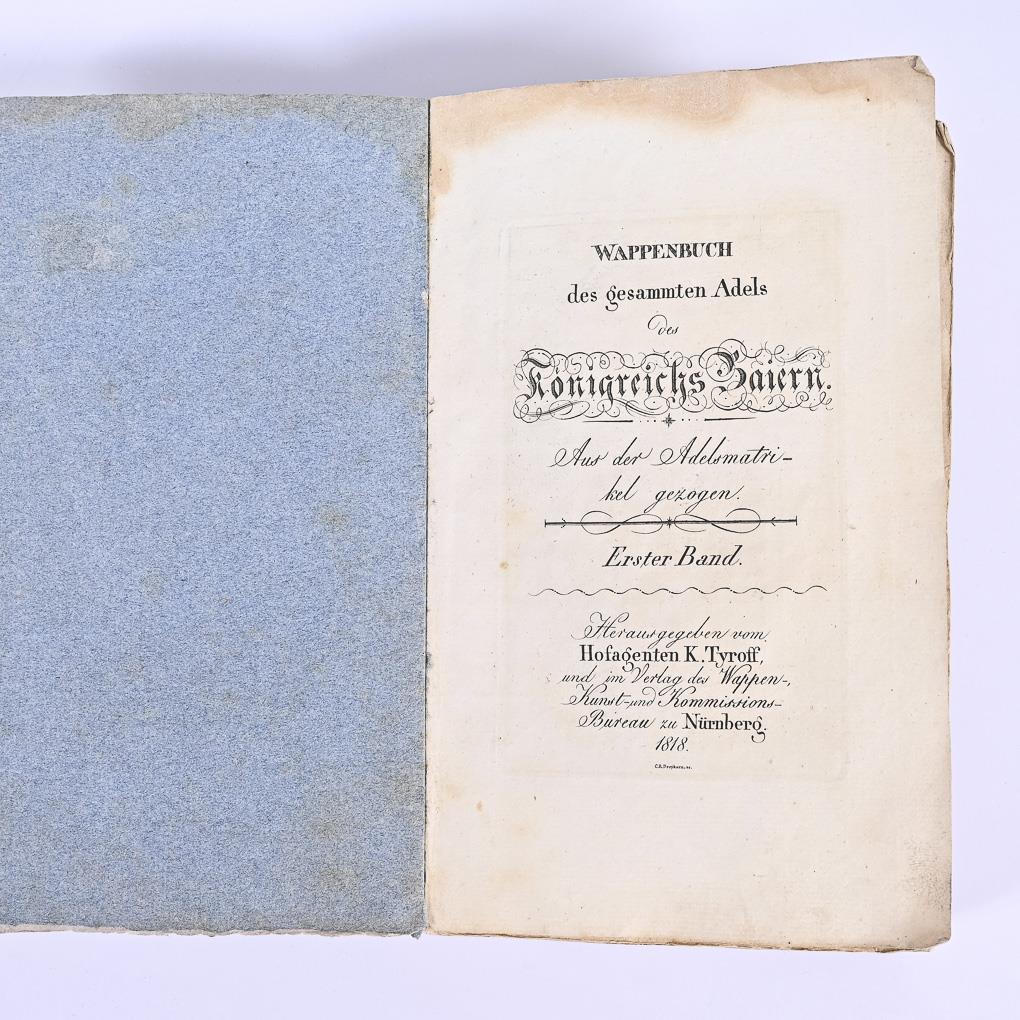 WAPPENBUCH
des gesammten Adels
des
Königreichs Baiern.
Aus der Adelsmatri-
kel gezogen.
Erster Band.
Herausgegeben vom
Hofagenten K. Tyroff,
und im Verlag des Wappen-,
Kunst- und Kommissions-
Büreau zu Nürnberg.
1818.